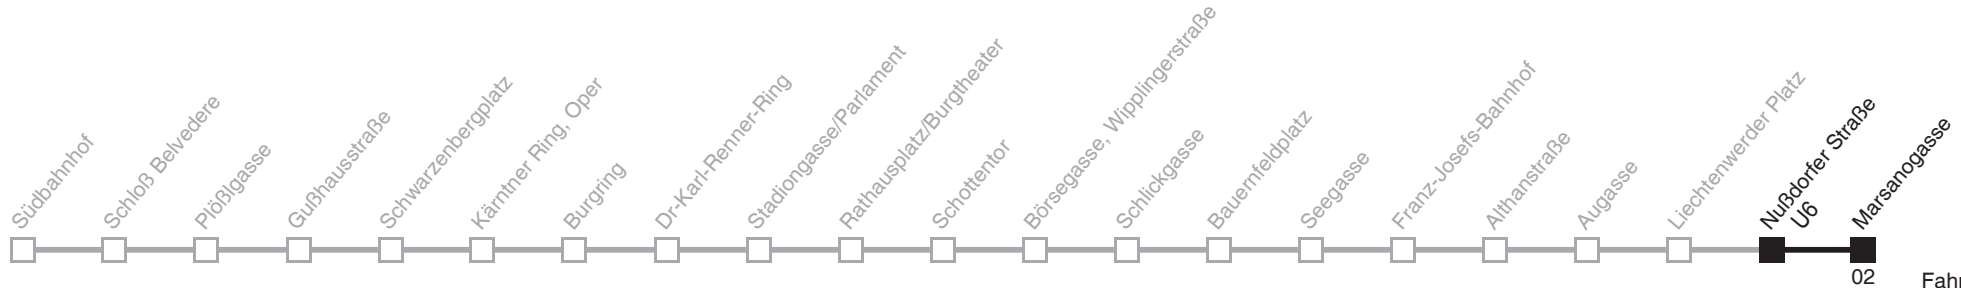 Südbahnhof
Schloß Belvedere
Plößlgasse
Gußhausstraße
Schwarzenbergplatz
Kärntner Ring, Oper
Burgring
Dr-Karl-Renner-Ring
Stadiongasse/Parlament
Rathausplatz/Burgtheater
Schottentor
Börsegasse, Wipplingerstraße
Schlickgasse
Bauernfeldplatz
Seegasse
Franz-Josefs-Bahnhof
Althanstraße
Augasse
Liechtenwerder Platz
Nußdorfer Straße
U6
Marsanogasse
02